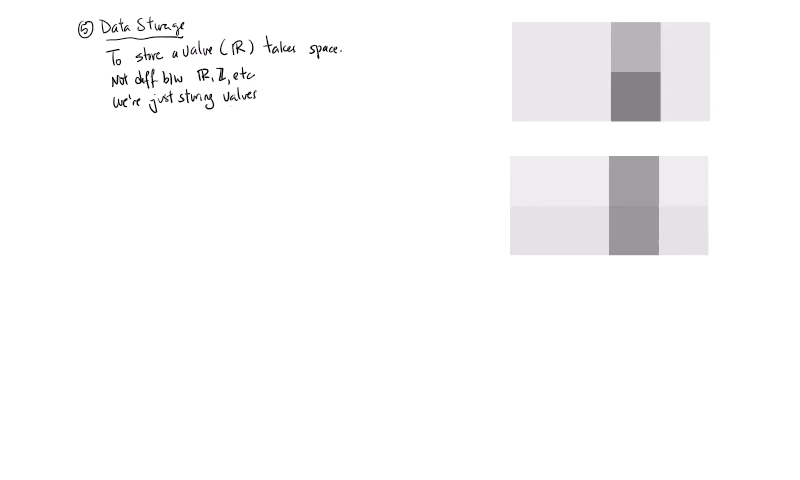 ⑤ Data Storage
To store a value (ℝ) takes space.
Not diff b/w ℝ, ℤ, etc
We're just storing values